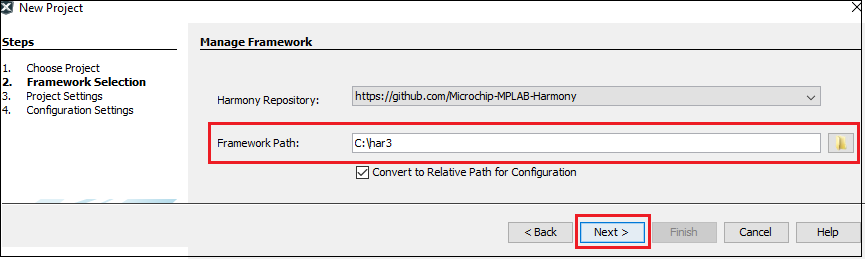 New Project
Steps
1. Choose Project
2. Framework Selection
3. Project Settings
4. Configuration Settings
Manage Framework
Harmony Repository: https://github.com/Microchip-MPLAB-Harmony
Framework Path: C:\har3
Convert to Relative Path for Configuration
< Back Next > Finish Cancel Help